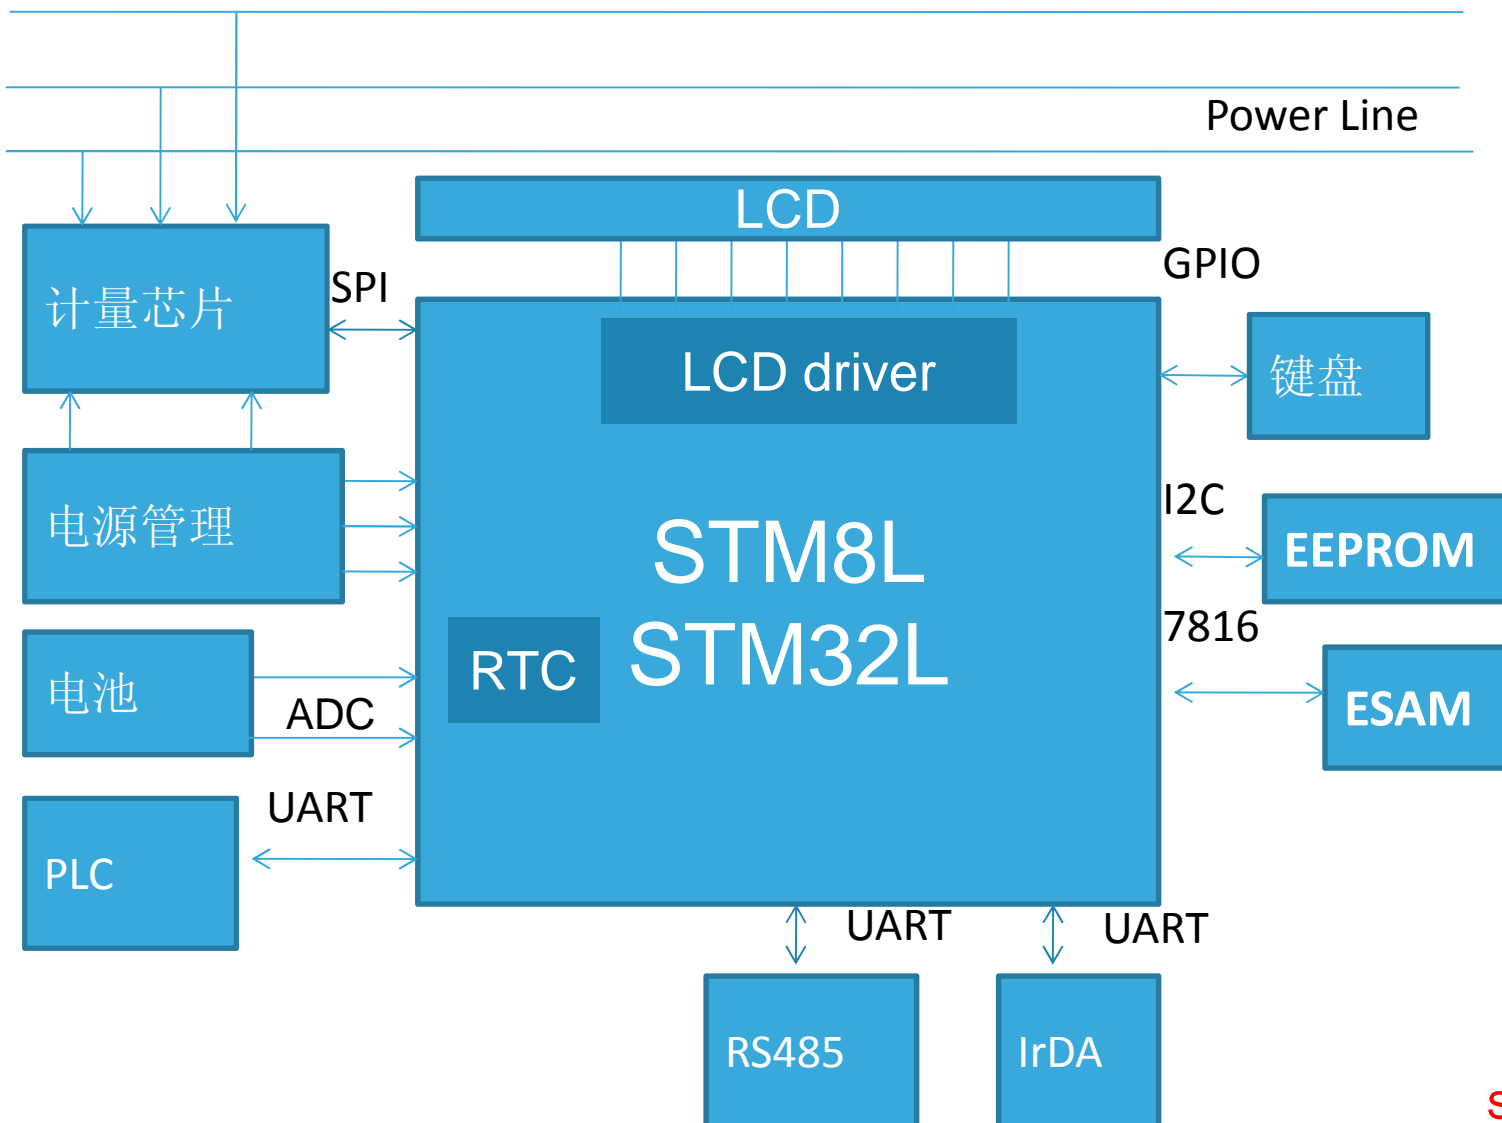 Power Line
LCD
GPIO
SPI
计量芯片
LCD driver
键盘
I2C
电源管理
STM8L
EEPROM
7816
RTC
STM32L
电池
ADC
ESAM
UART
PLC
UART
UART
RS485
IrDA
S